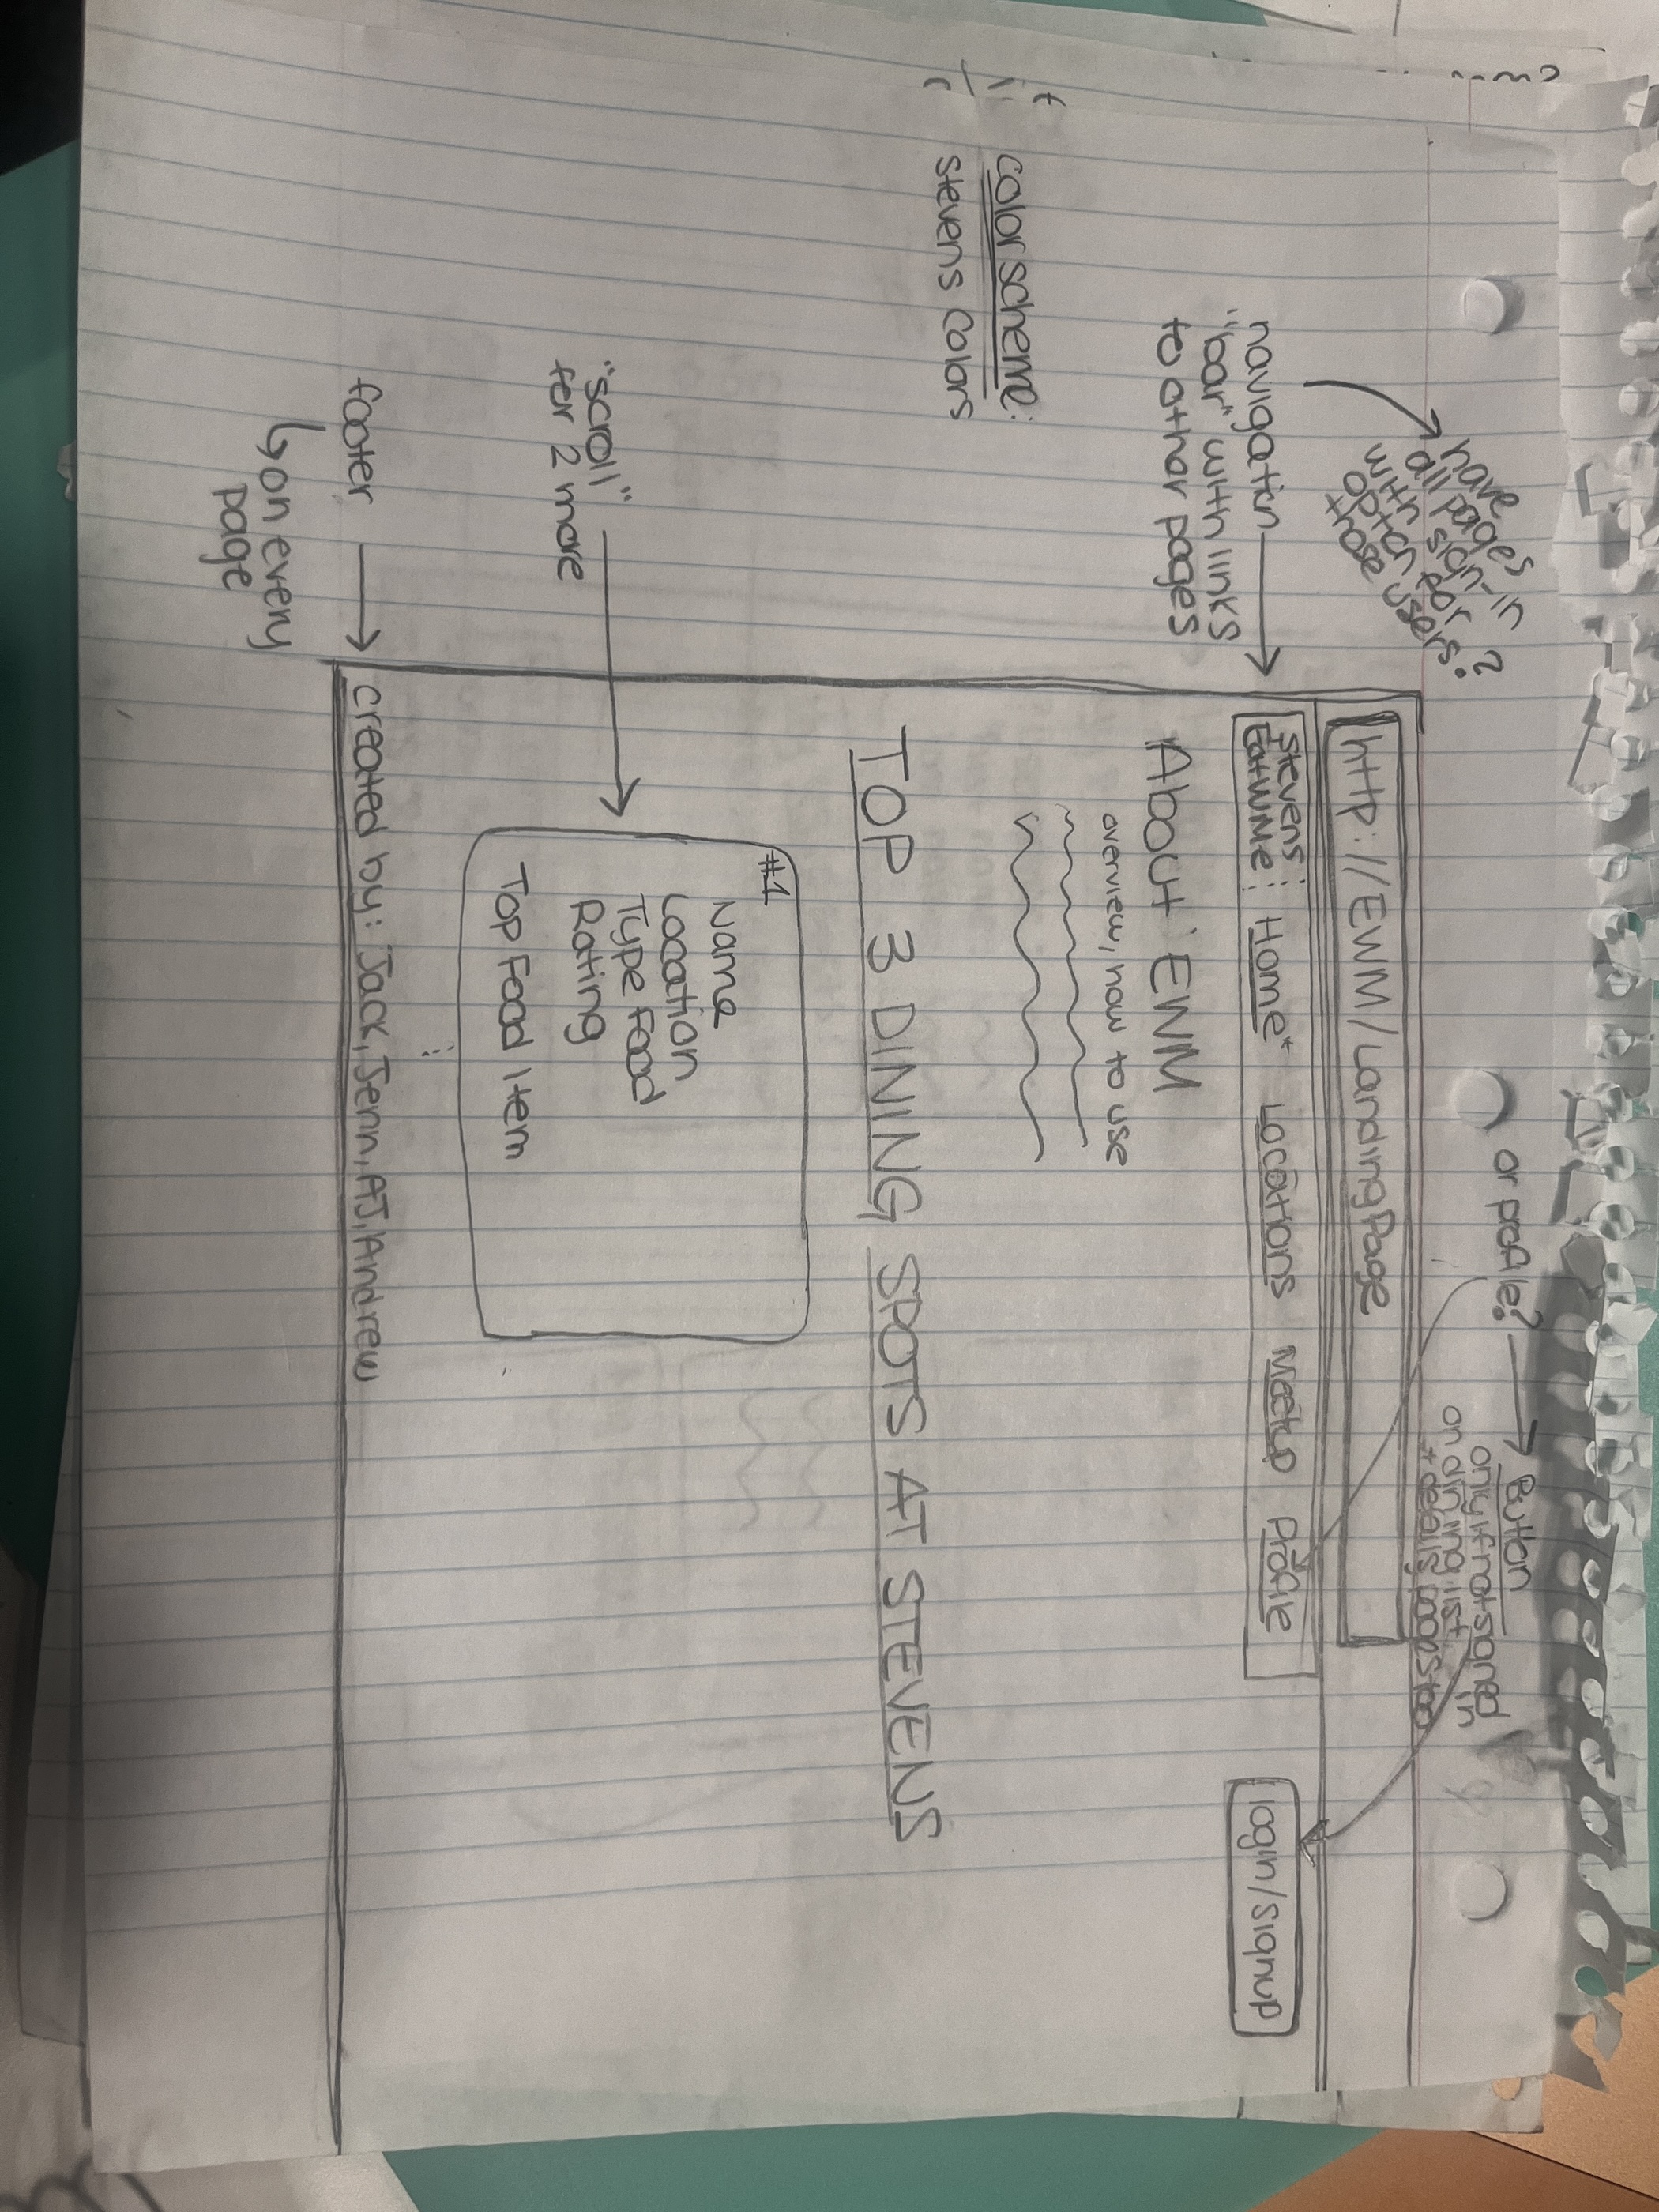 or profile? → Button
only if not signed in
on dining list
+ details pages too
have
all pages
with sign-in
option for
those users?
http://EWM/LandingPage
navigation
"bar" with links
to other pages
Stevens
EatWMe : Home* Locations Meetup Profile
login/signup
About EWM
overview, how to use
color scheme:
Stevens Colors
TOP 3 DINING SPOTS AT STEVENS
#1
Name
Location
Type Food
Rating
Top Food Item
"scroll"
for 2 more
footer
↳ on every
page
created by: Jack, Jenn, AJ, Andrew